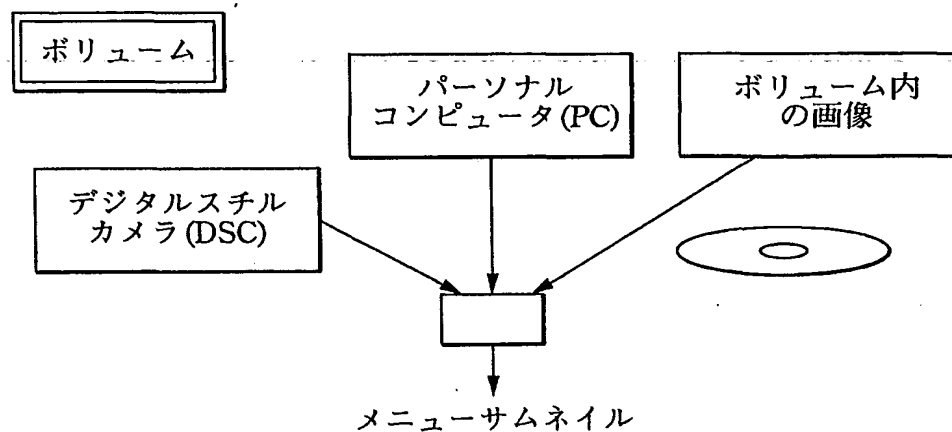 ボリューム
パーソナル
コンピュータ(PC)
ボリューム内
の画像
デジタルスチル
カメラ(DSC)
メニューサムネイル